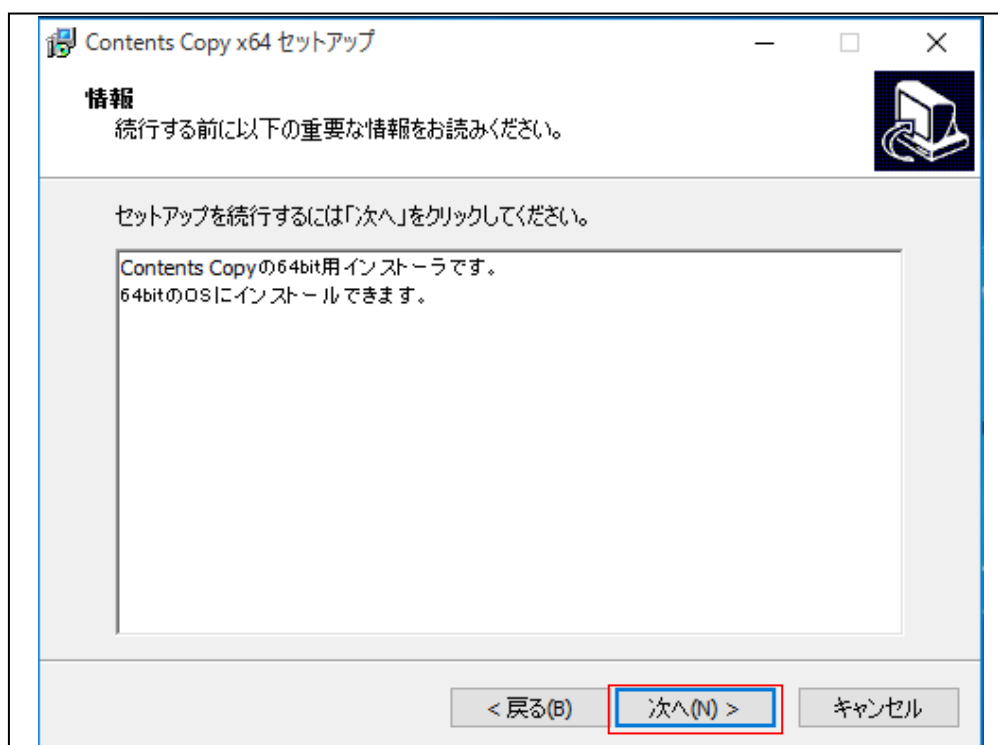 Contents Copy x64 セットアップ
情報
続行する前に以下の重要な情報をお読みください。
セットアップを続行するには「次へ」をクリックしてください。
Contents Copyの64bit用インストーラです。
64bitのOSにインストールできます。
< 戻る(B) 次へ(N) > キャンセル